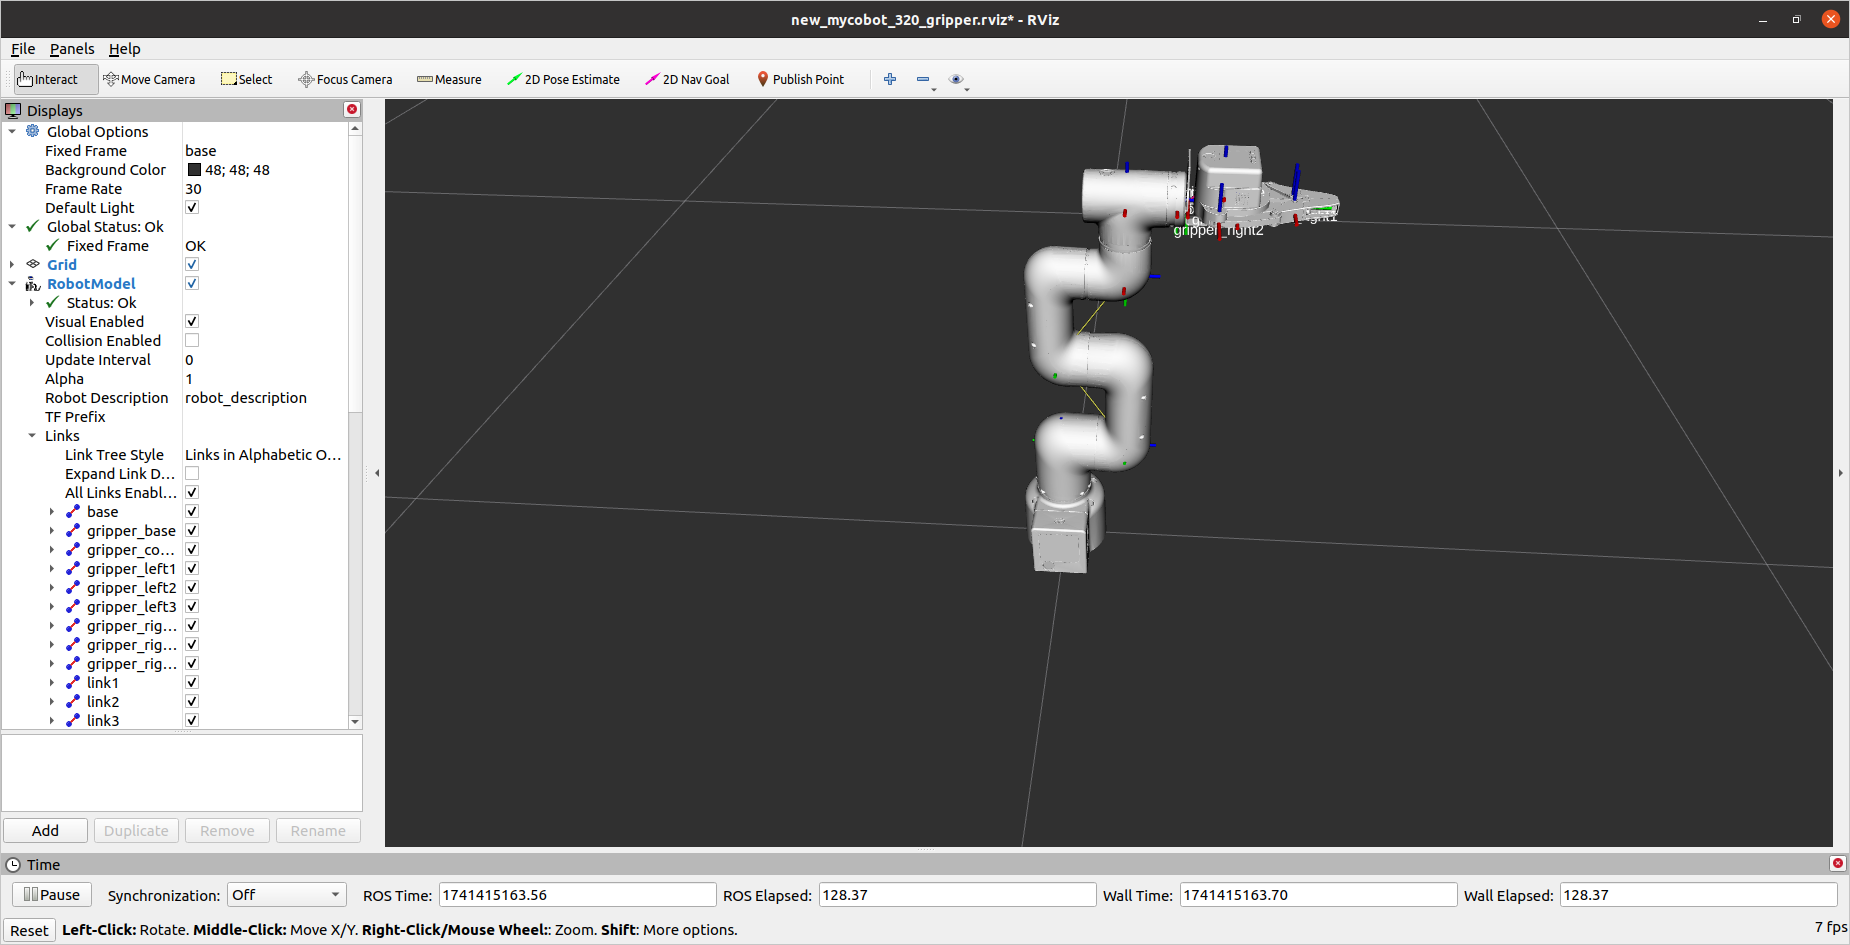 new_mycobot_320_gripper.rviz* - RViz
File Panels Help
Interact Move Camera Select Focus Camera Measure 2D Pose Estimate 2D Nav Goal Publish Point
Displays
Global Options
Fixed Frame base
Background Color 48; 48; 48
Frame Rate 30
Default Light
Global Status: Ok
Fixed Frame OK
Grid
RobotModel
Status: Ok
Visual Enabled
Collision Enabled
Update Interval 0
Alpha 1
Robot Description robot_description
TF Prefix
Links
Link Tree Style Links in Alphabetic O...
Expand Link D...
All Links Enabl...
base
gripper_base
gripper_co...
gripper_left1
gripper_left2
gripper_left3
gripper_rig...
gripper_rig...
gripper_rig...
link1
link2
link3
gripper_right2
Add Duplicate Remove Rename
Time
Pause Synchronization: Off ROS Time: 1741415163.56 ROS Elapsed: 128.37 Wall Time: 1741415163.70 Wall Elapsed: 128.37
Reset Left-Click: Rotate. Middle-Click: Move X/Y. Right-Click/Mouse Wheel:: Zoom. Shift: More options. 7 fps